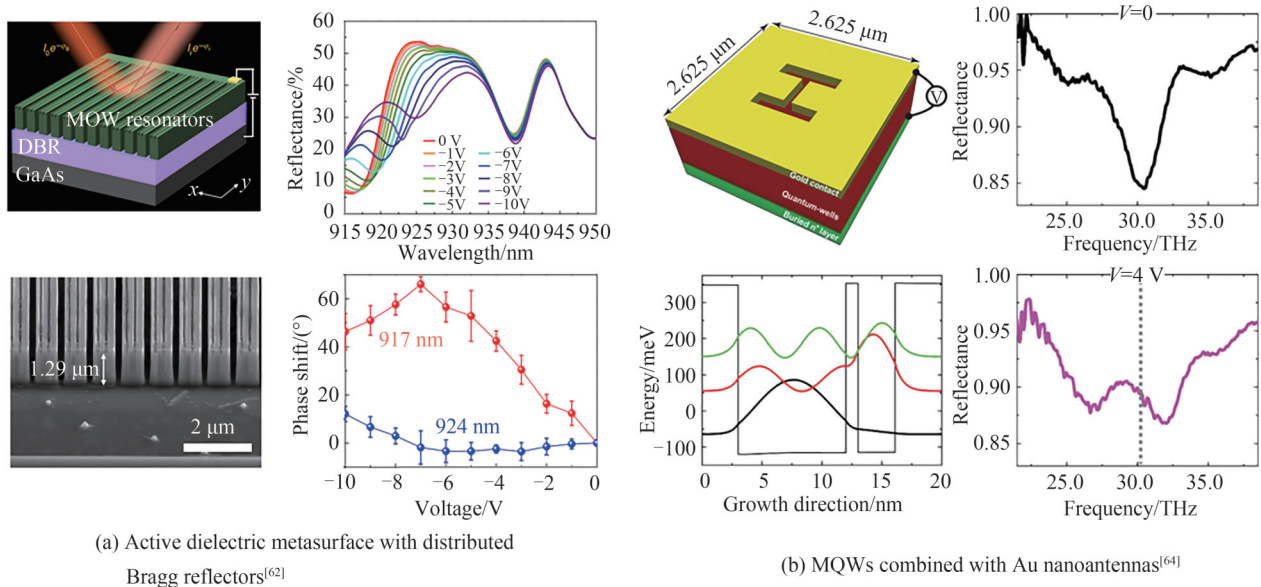 I₀e^-φ₀
MOW resonators
DBR
GaAs
x
y
Reflectance/%
60
50
40
30
20
10
0
0 V
−1V
−2V
−3V
−4V
−5V
−6V
−7V
−8V
−9V
−10V
915 920 925 930 935 940 945 950
Wavelength/nm
2.625 μm
2.625 μm
V
Gold contact
Quantum-wells
Buried n⁺ layer
V=0
Reflectance
1.00
0.95
0.90
0.85
25.0 30.0 35.0
Frequency/THz
1.29 μm
2 μm
Phase shift/(°)
60
40
20
0
917 nm
924 nm
−10 −8 −6 −4 −2 0
Voltage/V
Energy/meV
350
200
100
0
−100
0 5 10 15 20
Growth direction/nm
V=4 V
Reflectance
1.00
0.95
0.90
0.85
25.0 30.0 35.0
Frequency/THz
(a) Active dielectric metasurface with distributed
Bragg reflectors[62]
(b) MQWs combined with Au nanoantennas[64]